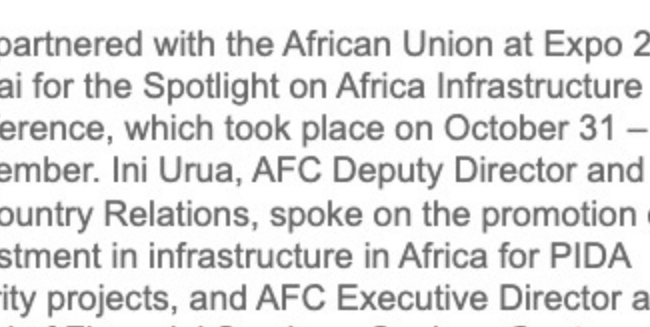 partnered with the African Union at Expo 2
ai for the Spotlight on Africa Infrastructure
erence, which took place on October 31 –
ember. Ini Urua, AFC Deputy Director and
ountry Relations, spoke on the promotion
stment in infrastructure in Africa for PIDA
rity projects, and AFC Executive Director a